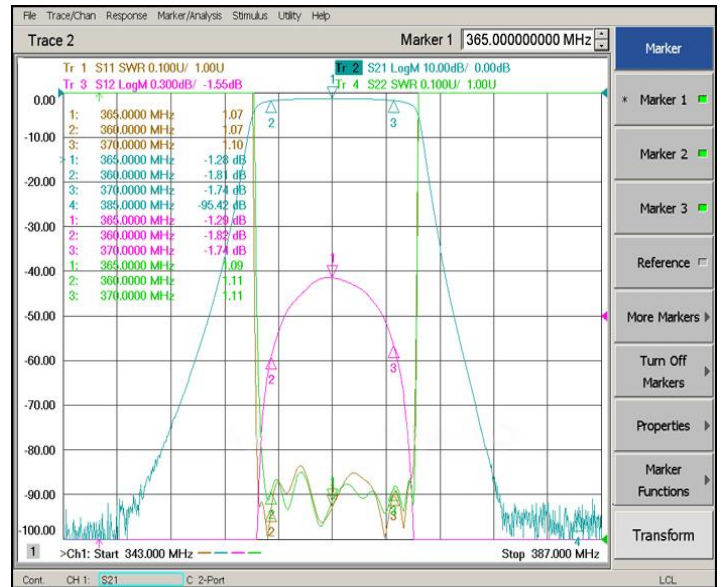 File Trace/Chan Response Marker/Analysis Stimulus Utility Help
Trace 2 Marker 1 365.000000000 MHz
Marker
Tr 1 S11 SWR 0.100U/ 1.00U Tr 2 S21 LogM 10.00dB/ 0.00dB
Tr 3 S12 LogM 0.300dB/ -1.55dB Tr 4 S22 SWR 0.100U/ 1.00U
0.00
-10.00
-20.00
-30.00
-40.00
-50.00
-60.00
-70.00
-80.00
-90.00
-100.00
1: 365.0000 MHz 1.07
2: 360.0000 MHz 1.07
3: 370.0000 MHz 1.10
> 1: 365.0000 MHz -1.28 dB
2: 360.0000 MHz -1.81 dB
3: 370.0000 MHz -1.74 dB
4: 385.0000 MHz -95.42 dB
1: 365.0000 MHz -1.29 dB
2: 360.0000 MHz -1.82 dB
3: 370.0000 MHz -1.74 dB
1: 365.0000 MHz 1.09
2: 360.0000 MHz 1.11
3: 370.0000 MHz 1.11
1
2
3
1
2
3
2
3
4
1 >Ch1: Start 343.000 MHz Stop 387.000 MHz
* Marker 1
Marker 2
Marker 3
Reference
More Markers
Turn Off
Markers
Properties
Marker
Functions
Transform
Cont. CH 1: S21 C 2-Port LCL